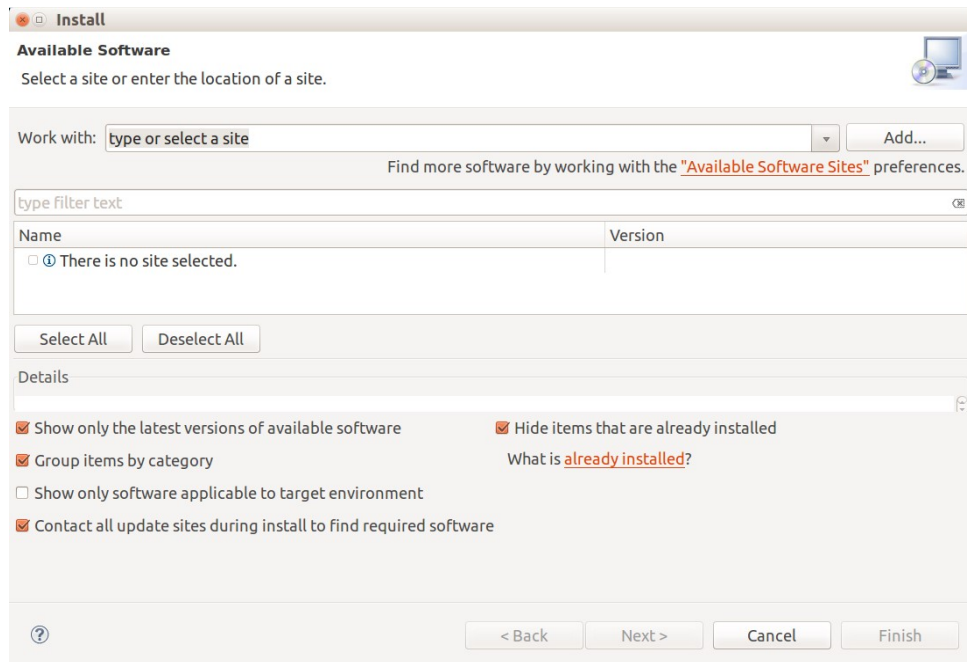 Install
Available Software
Select a site or enter the location of a site.
Work with: type or select a site Add...
Find more software by working with the "Available Software Sites" preferences.
type filter text
Name Version
There is no site selected.
Select All Deselect All
Details
Show only the latest versions of available software Hide items that are already installed
Group items by category What is already installed?
Show only software applicable to target environment
Contact all update sites during install to find required software
? < Back Next > Cancel Finish